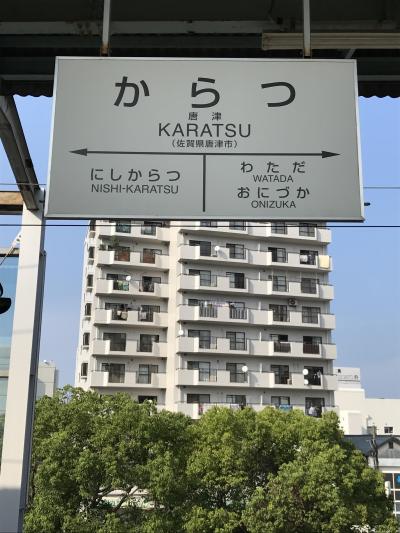 からつ
唐津
KARATSU
(佐賀県唐津市)
にしからつ
NISHI-KARATSU
わただ
WATADA
おにづか
ONIZUKA